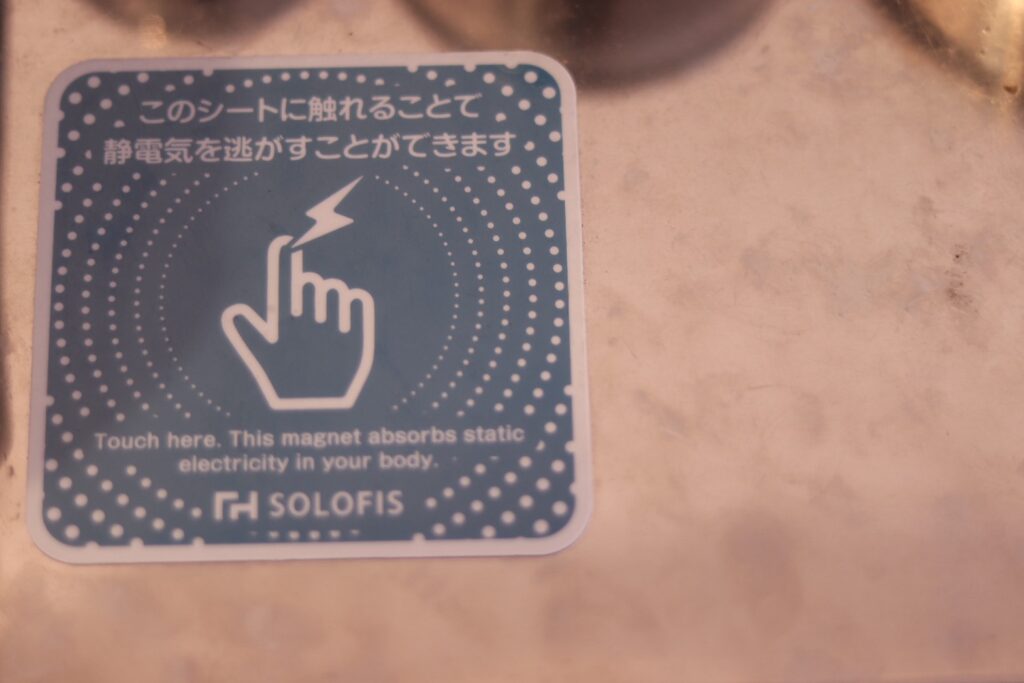 このシートに触れることで
静電気を逃がすことができます
Touch here. This magnet absorbs static
electricity in your body.
SOLOFIS